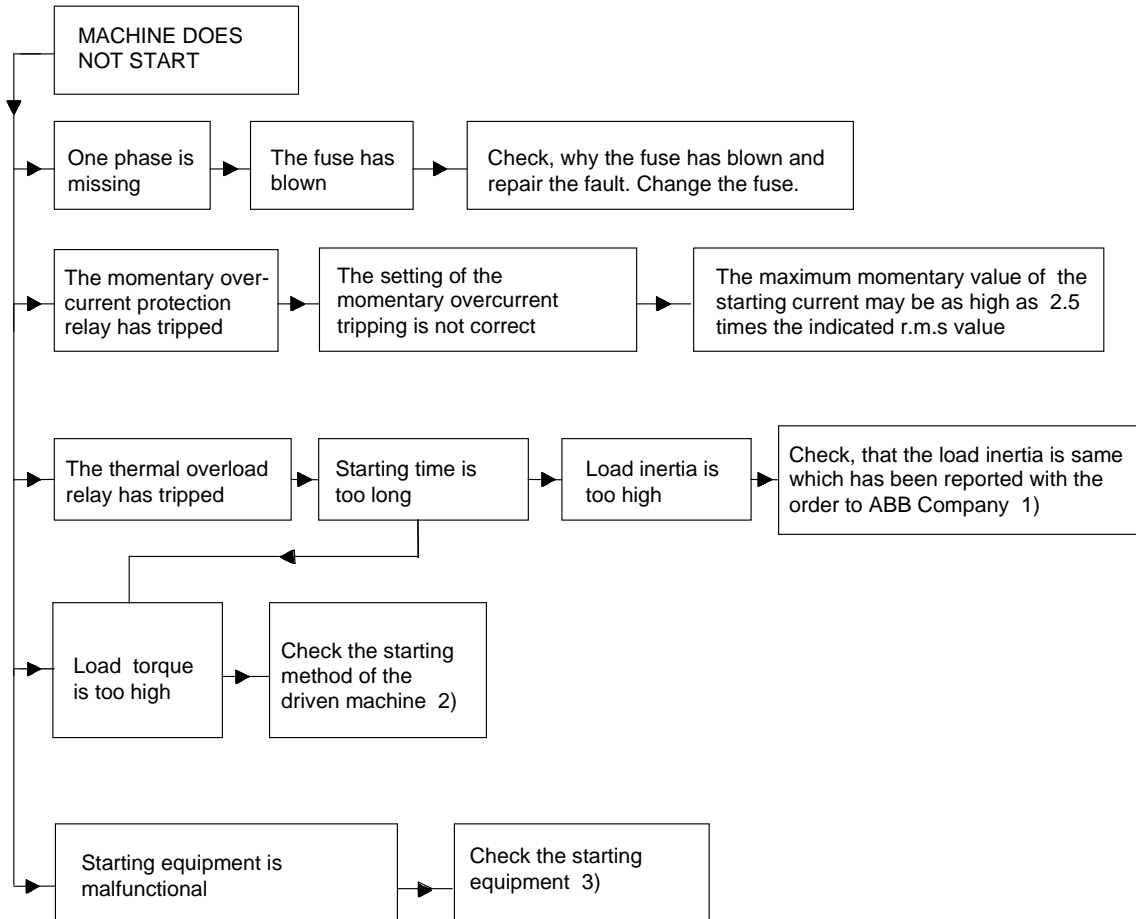 MACHINE DOES
NOT START
One phase is
missing
The fuse has
blown
Check, why the fuse has blown and
repair the fault. Change the fuse.
The momentary over-
current protection
relay has tripped
The setting of the
momentary overcurrent
tripping is not correct
The maximum momentary value of the
starting current may be as high as 2.5
times the indicated r.m.s value
The thermal overload
relay has tripped
Starting time is
too long
Load inertia is
too high
Check, that the load inertia is same
which has been reported with the
order to ABB Company 1)
Load torque
is too high
Check the starting
method of the
driven machine 2)
Starting equipment is
malfunctional
Check the starting
equipment 3)